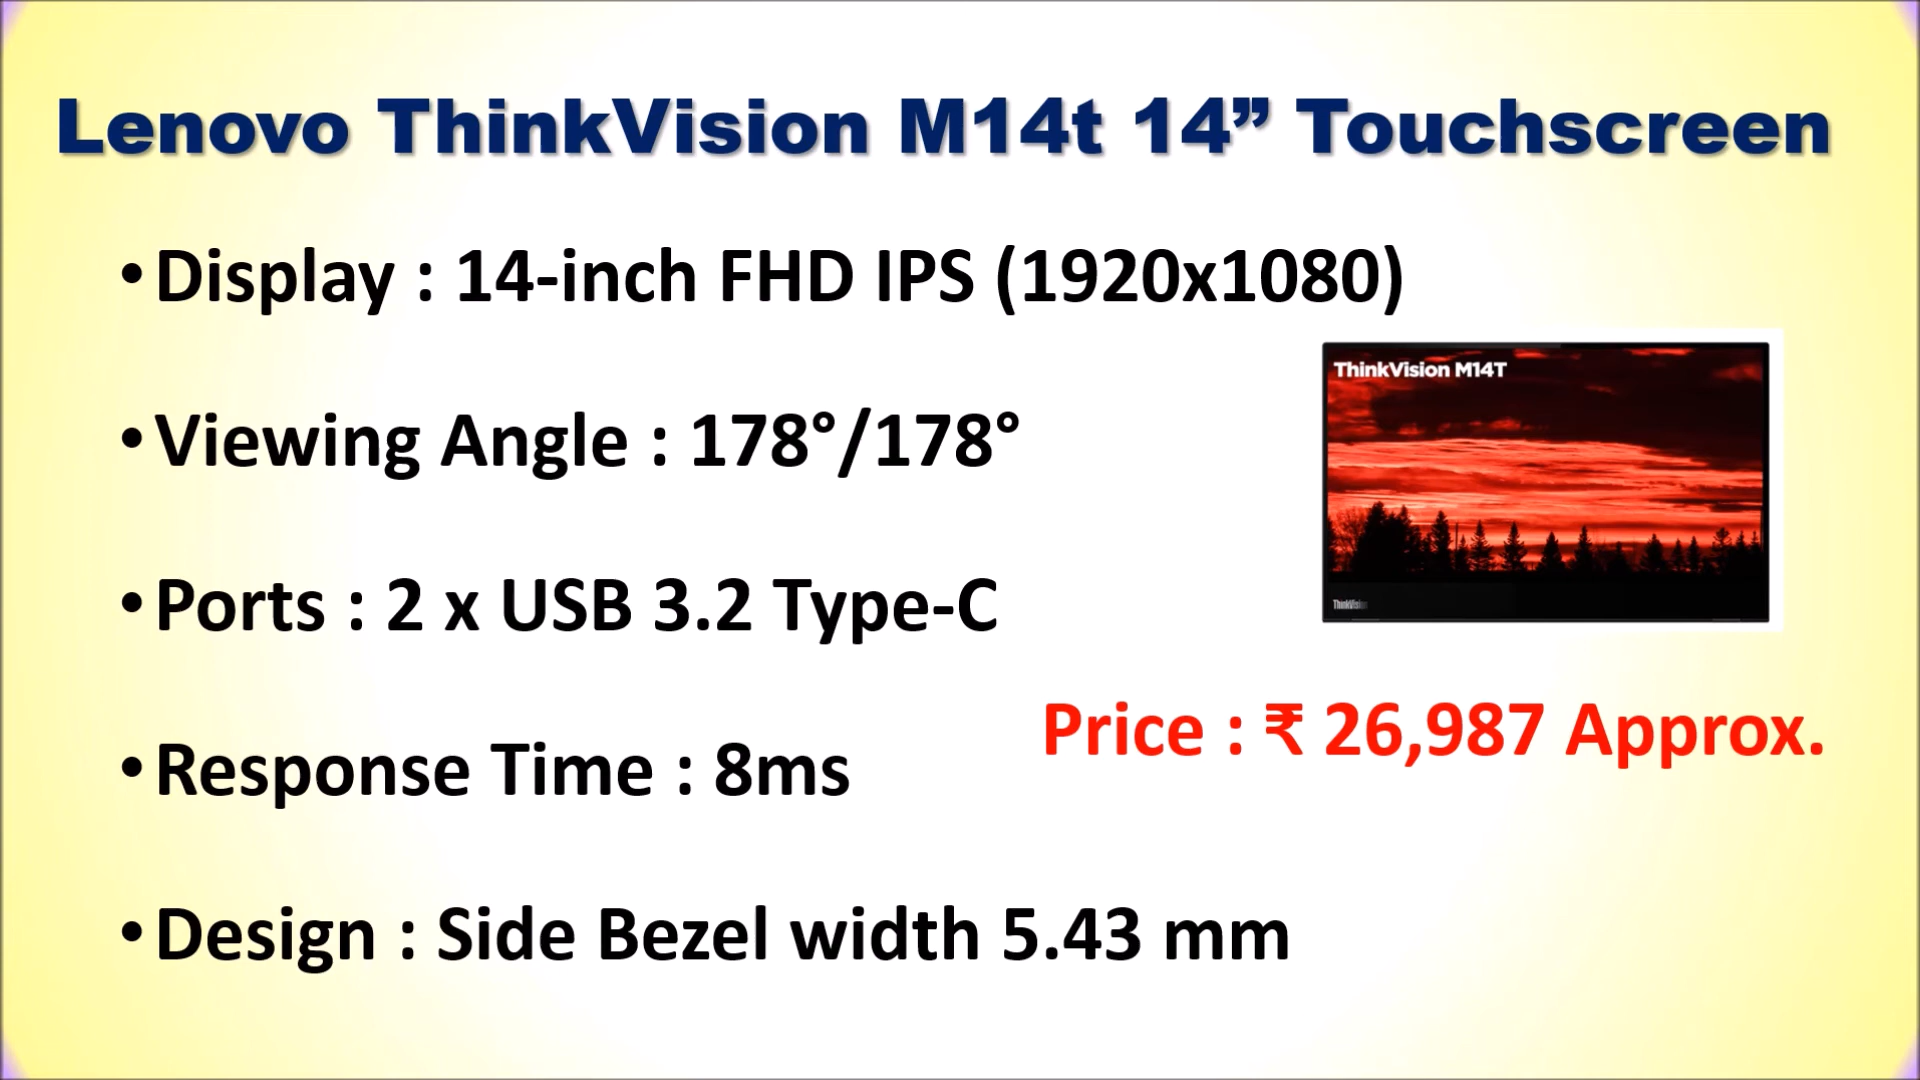 Lenovo ThinkVision M14t 14” Touchscreen
• Display : 14-inch FHD IPS (1920x1080)
ThinkVision M14T
• Viewing Angle : 178°/178°
• Ports : 2 x USB 3.2 Type-C
ThinkVision
Price : ₹ 26,987 Approx.
• Response Time : 8ms
• Design : Side Bezel width 5.43 mm